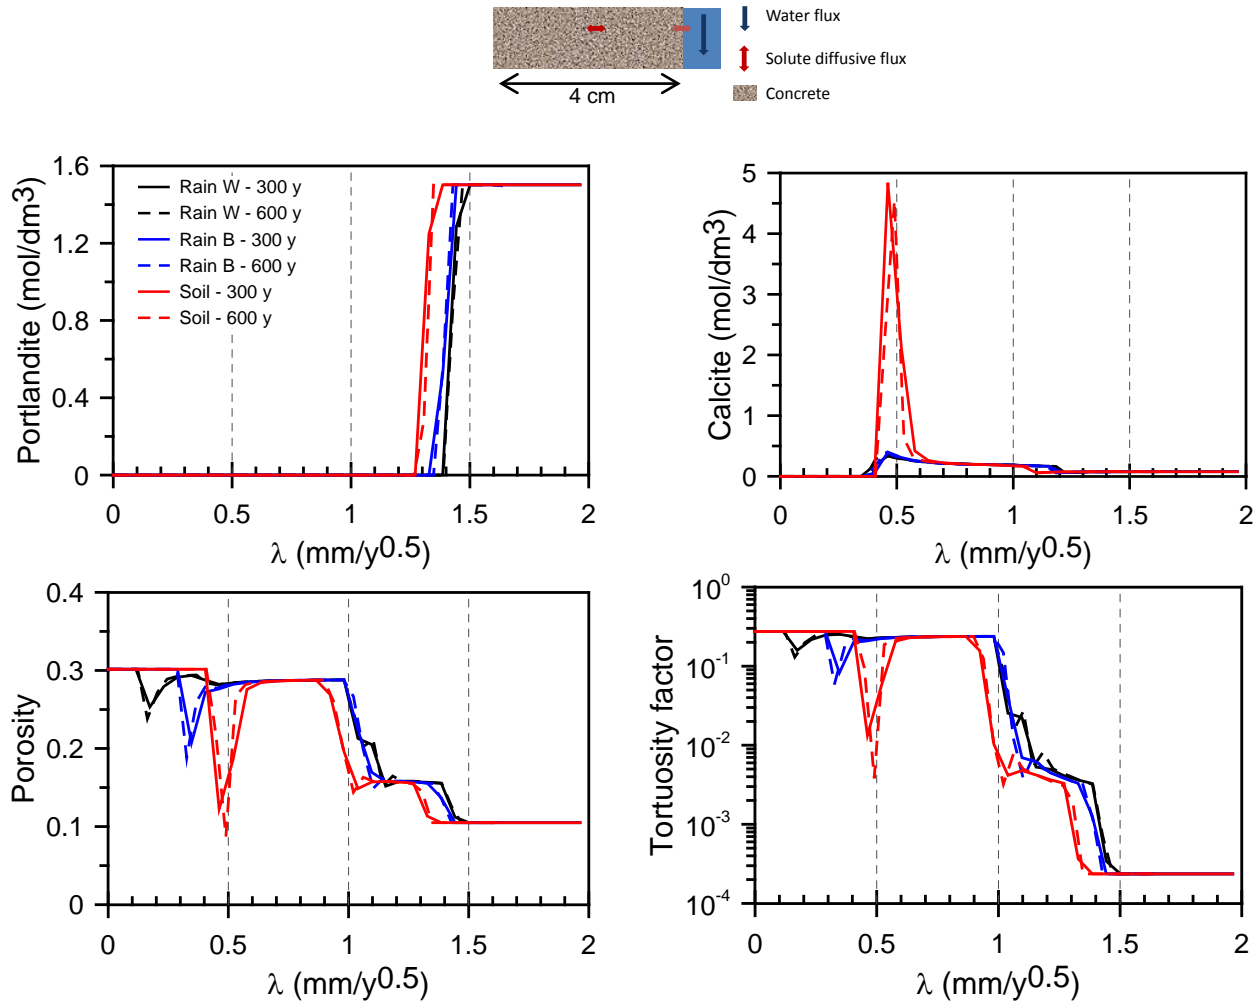 Water flux
Solute diffusive flux
4 cm
Concrete
1.6
1.2
0.8
0.4
0
Portlandite (mol/dm3)
Rain W - 300 y
Rain W - 600 y
Rain B - 300 y
Rain B - 600 y
Soil - 300 y
Soil - 600 y
0 0.5 1 1.5 2
λ (mm/y0.5)
5
4
3
2
1
0
Calcite (mol/dm3)
0 0.5 1 1.5 2
λ (mm/y0.5)
0.4
0.3
0.2
0.1
0
Porosity
0 0.5 1 1.5 2
λ (mm/y0.5)
10^0
10^-1
10^-2
10^-3
10^-4
Tortuosity factor
0 0.5 1 1.5 2
λ (mm/y0.5)